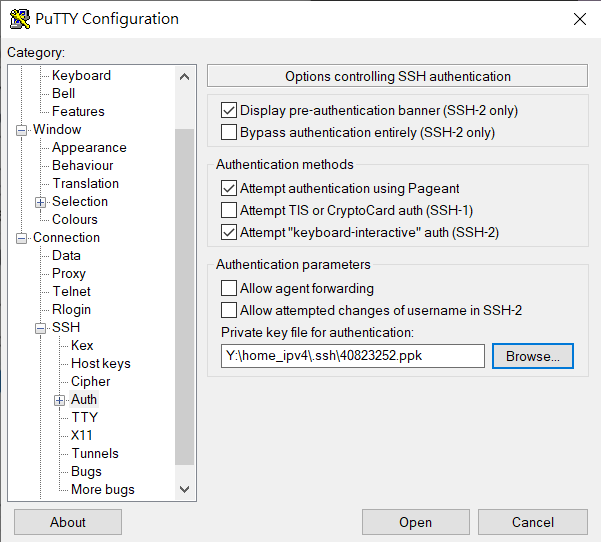 PuTTY Configuration
Category:
Keyboard
Bell
Features
Window
Appearance
Behaviour
Translation
Selection
Colours
Connection
Data
Proxy
Telnet
Rlogin
SSH
Kex
Host keys
Cipher
Auth
TTY
X11
Tunnels
Bugs
More bugs
Options controlling SSH authentication
Display pre-authentication banner (SSH-2 only)
Bypass authentication entirely (SSH-2 only)
Authentication methods
Attempt authentication using Pageant
Attempt TIS or CryptoCard auth (SSH-1)
Attempt "keyboard-interactive" auth (SSH-2)
Authentication parameters
Allow agent forwarding
Allow attempted changes of username in SSH-2
Private key file for authentication:
Y:\home_ipv4\.ssh\40823252.ppk
Browse...
About
Open
Cancel